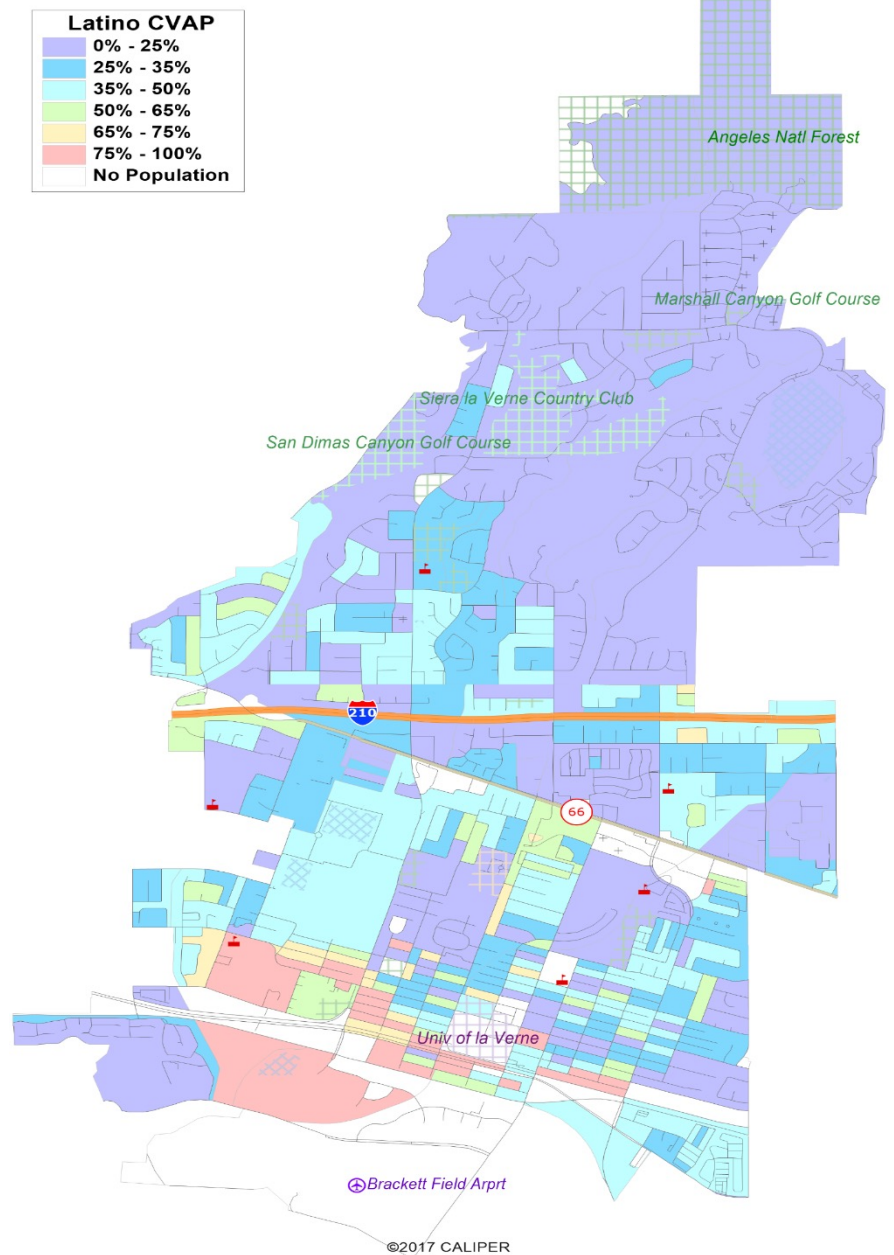 Latino CVAP
0% - 25%
25% - 35%
35% - 50%
50% - 65%
65% - 75%
75% - 100%
No Population
Angeles Natl Forest
Marshall Canyon Golf Course
Siera la Verne Country Club
San Dimas Canyon Golf Course
210
66
Univ of la Verne
Brackett Field Arprt
©2017 CALIPER